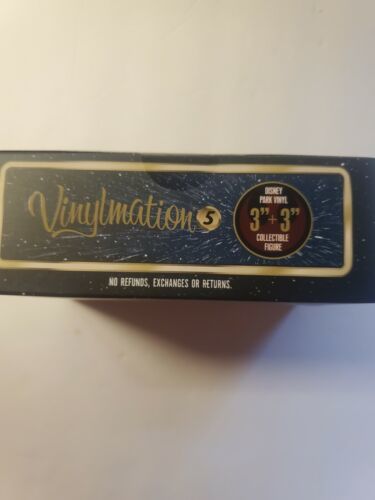 Vinylmation 5
DISNEY
PARK VINYL
3" + 3"
COLLECTIBLE
FIGURE
NO REFUNDS, EXCHANGES OR RETURNS.